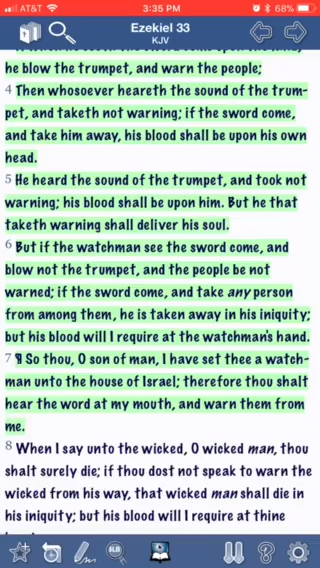 AT&T 3:35 PM 68%
Ezekiel 33
KJV
he blow the trumpet, and warn the people;
4 Then whosoever heareth the sound of the trum-
pet, and taketh not warning; if the sword come,
and take him away, his blood shall be upon his own
head.
5 He heard the sound of the trumpet, and took not
warning; his blood shall be upon him. But he that
taketh warning shall deliver his soul.
6 But if the watchman see the sword come, and
blow not the trumpet, and the people be not
warned; if the sword come, and take any person
from among them, he is taken away in his iniquity;
but his blood will I require at the watchman's hand.
7 ¶ So thou, O son of man, I have set thee a watch-
man unto the house of Israel; therefore thou shalt
hear the word at my mouth, and warn them from
me.
8 When I say unto the wicked, O wicked man, thou
shalt surely die; if thou dost not speak to warn the
wicked from his way, that wicked man shall die in
his iniquity; but his blood will I require at thine